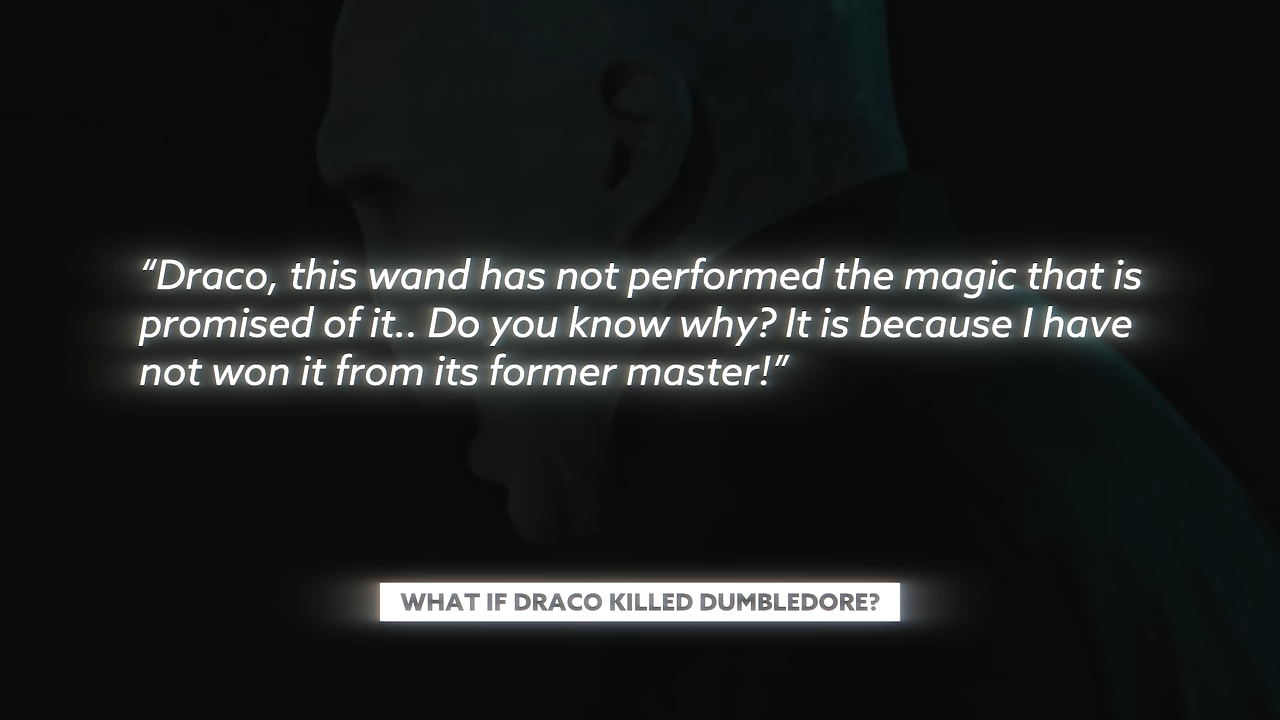 “Draco, this wand has not performed the magic that is
promised of it.. Do you know why? It is because I have
not won it from its former master!”
WHAT IF DRACO KILLED DUMBLEDORE?